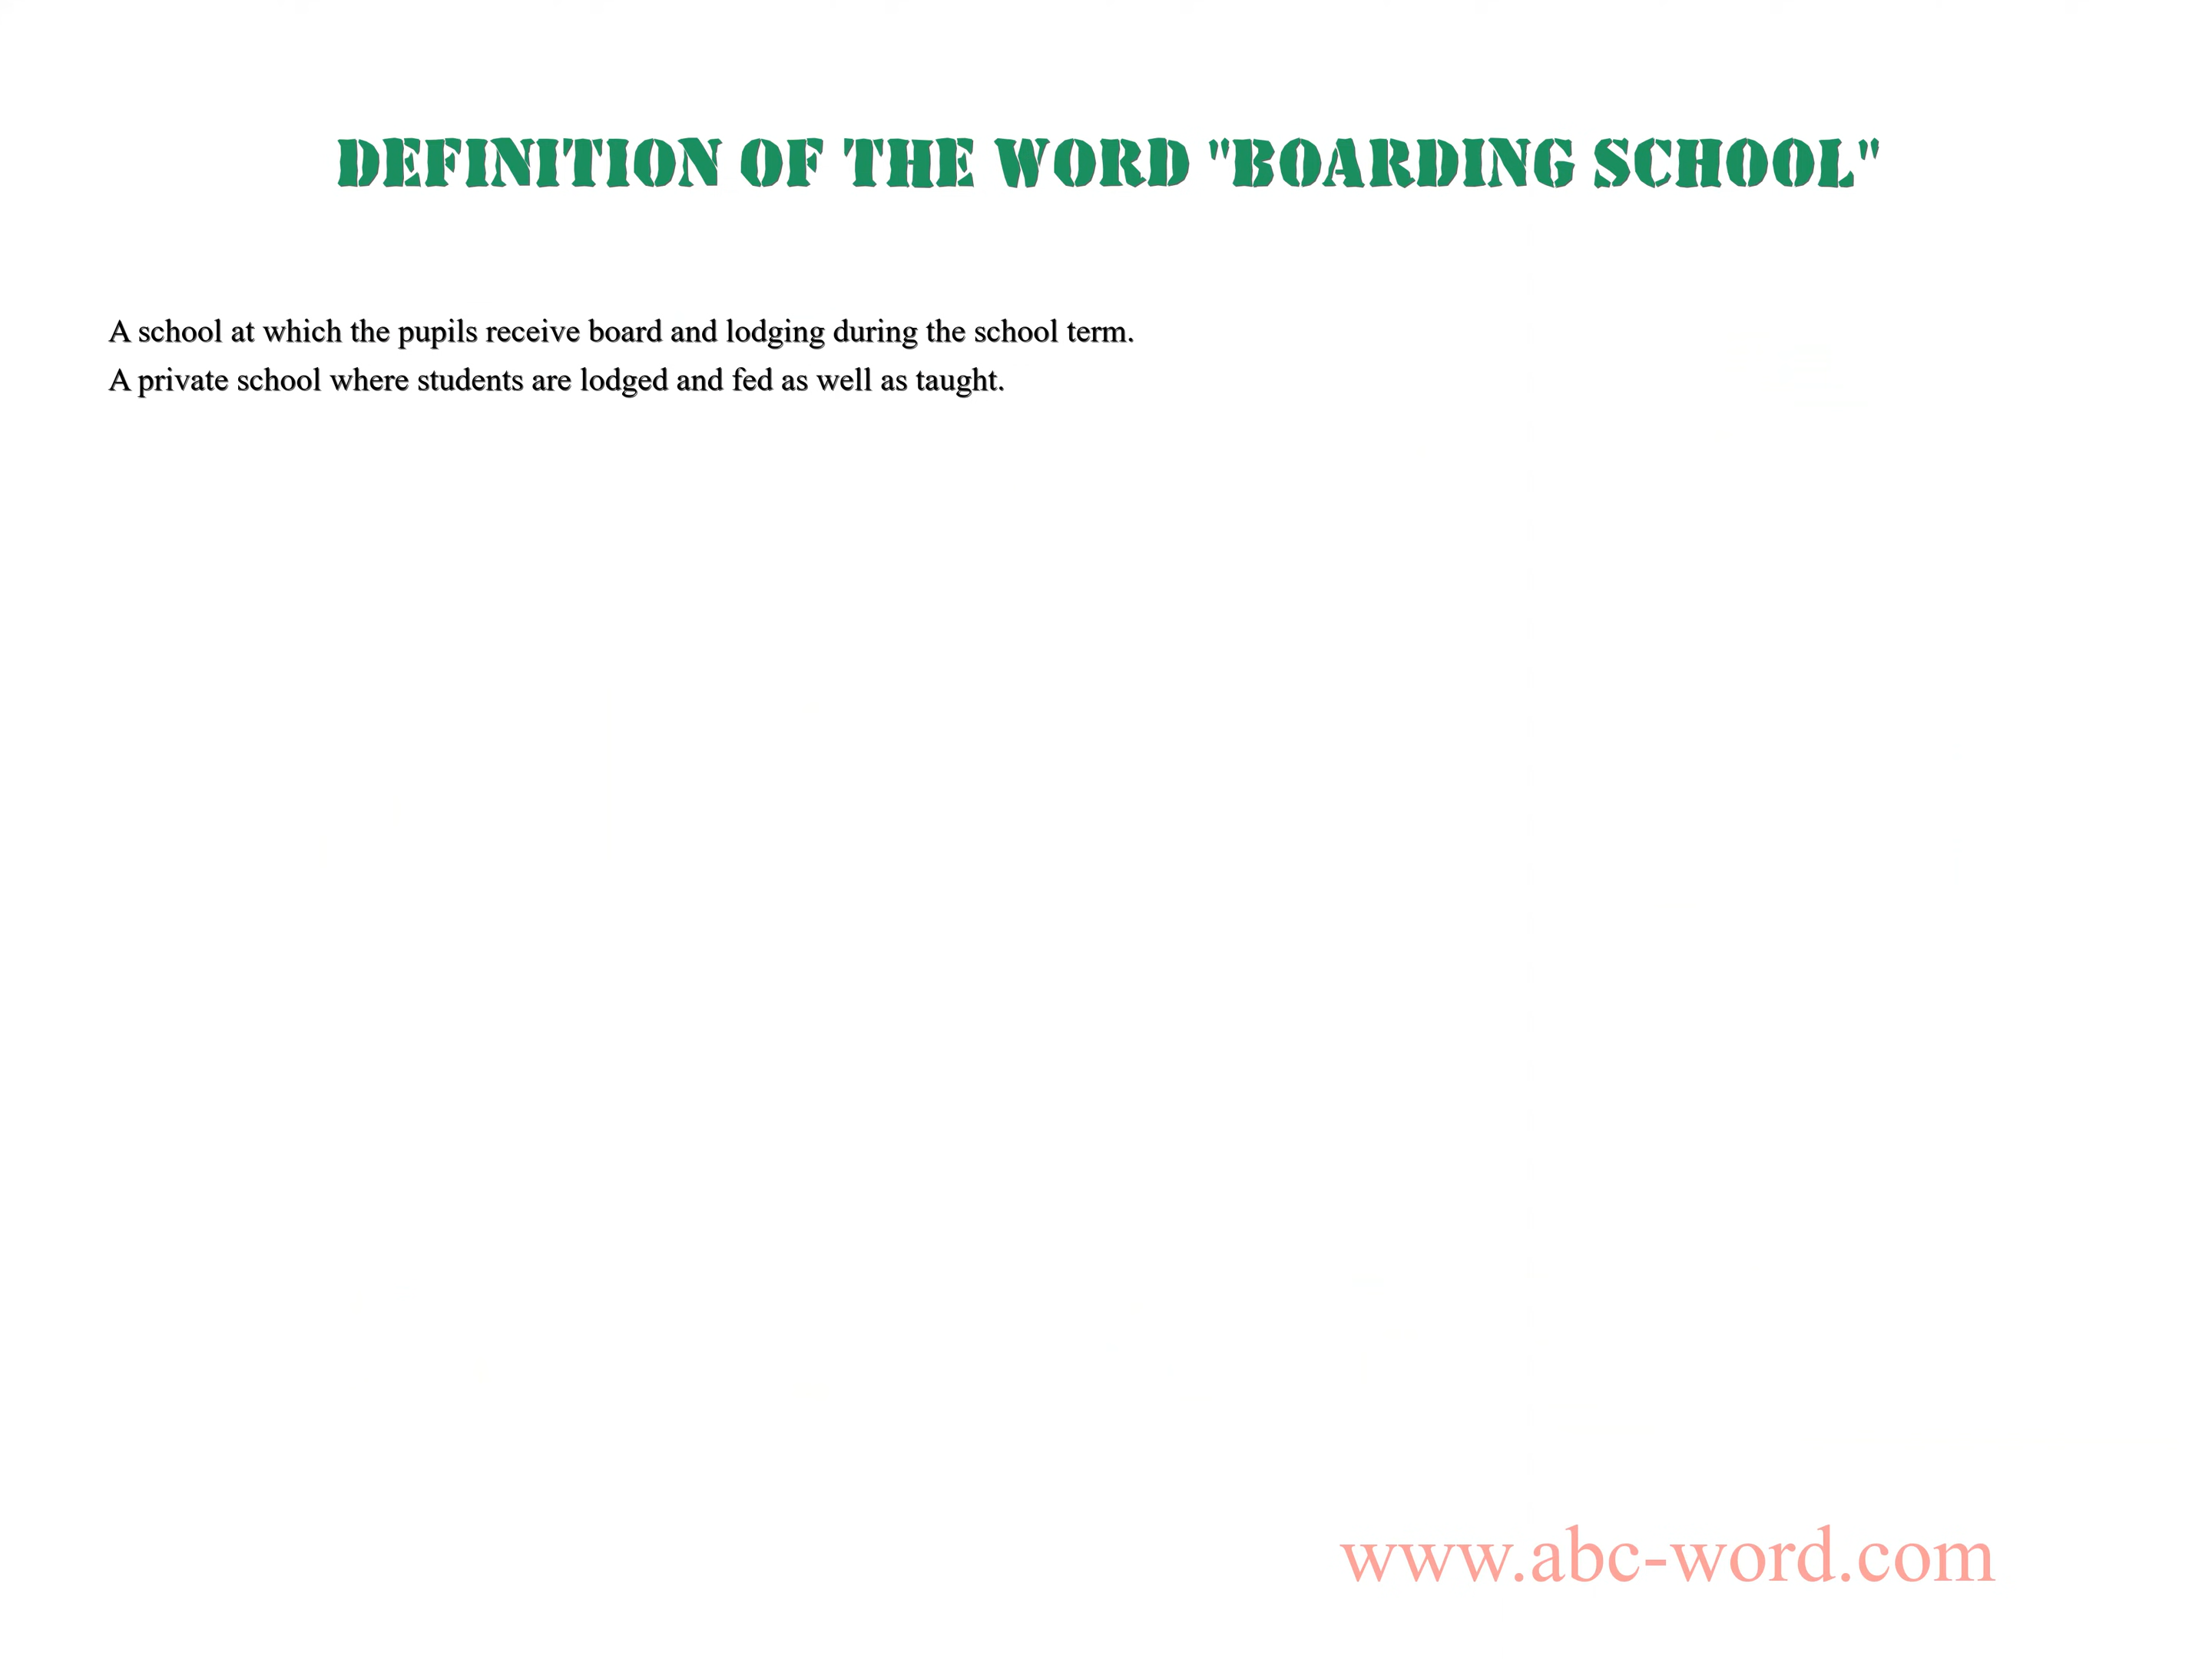 DEFINITION OF THE WORD "BOARDING SCHOOL"
A school at which the pupils receive board and lodging during the school term.
A private school where students are lodged and fed as well as taught.
www.abc-word.com